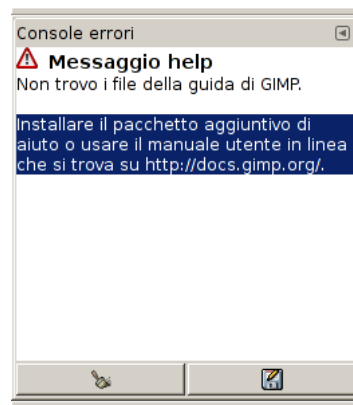 Console errori
Messaggio help
Non trovo i file della guida di GIMP.
Installare il pacchetto aggiuntivo di
aiuto o usare il manuale utente in linea
che si trova su http://docs.gimp.org/.